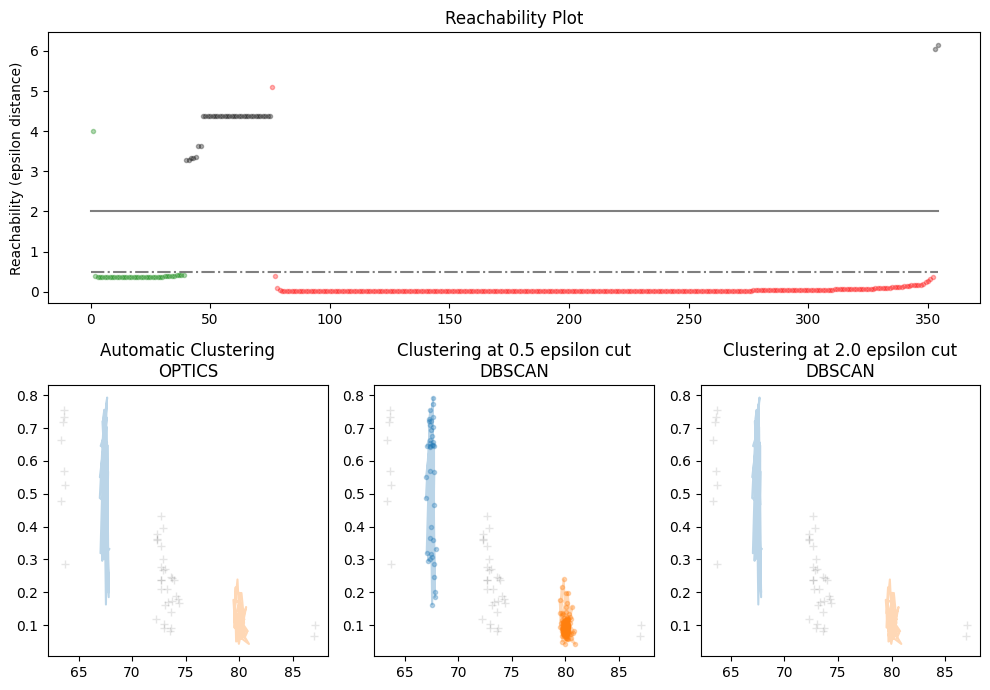 Reachability Plot
Reachability (epsilon distance)
6
5
4
3
2
1
0
0 50 100 150 200 250 300 350
Automatic Clustering
OPTICS
0.8
0.7
0.6
0.5
0.4
0.3
0.2
0.1
65 70 75 80 85
Clustering at 0.5 epsilon cut
DBSCAN
0.8
0.7
0.6
0.5
0.4
0.3
0.2
0.1
65 70 75 80 85
Clustering at 2.0 epsilon cut
DBSCAN
0.8
0.7
0.6
0.5
0.4
0.3
0.2
0.1
65 70 75 80 85